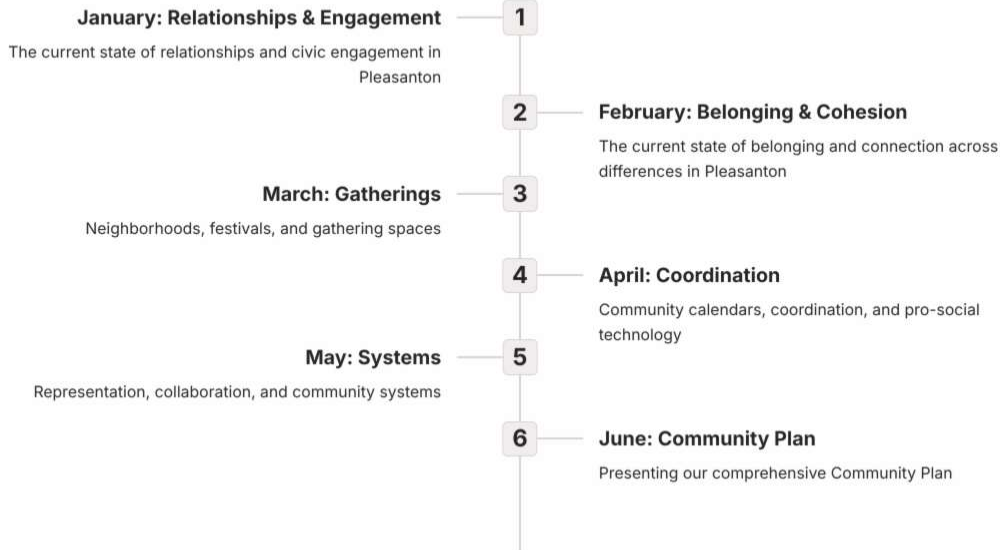 January: Relationships & Engagement
1
The current state of relationships and civic engagement in
Pleasanton
2
February: Belonging & Cohesion
The current state of belonging and connection across
differences in Pleasanton
March: Gatherings
3
Neighborhoods, festivals, and gathering spaces
4
April: Coordination
Community calendars, coordination, and pro-social
technology
May: Systems
5
Representation, collaboration, and community systems
6
June: Community Plan
Presenting our comprehensive Community Plan